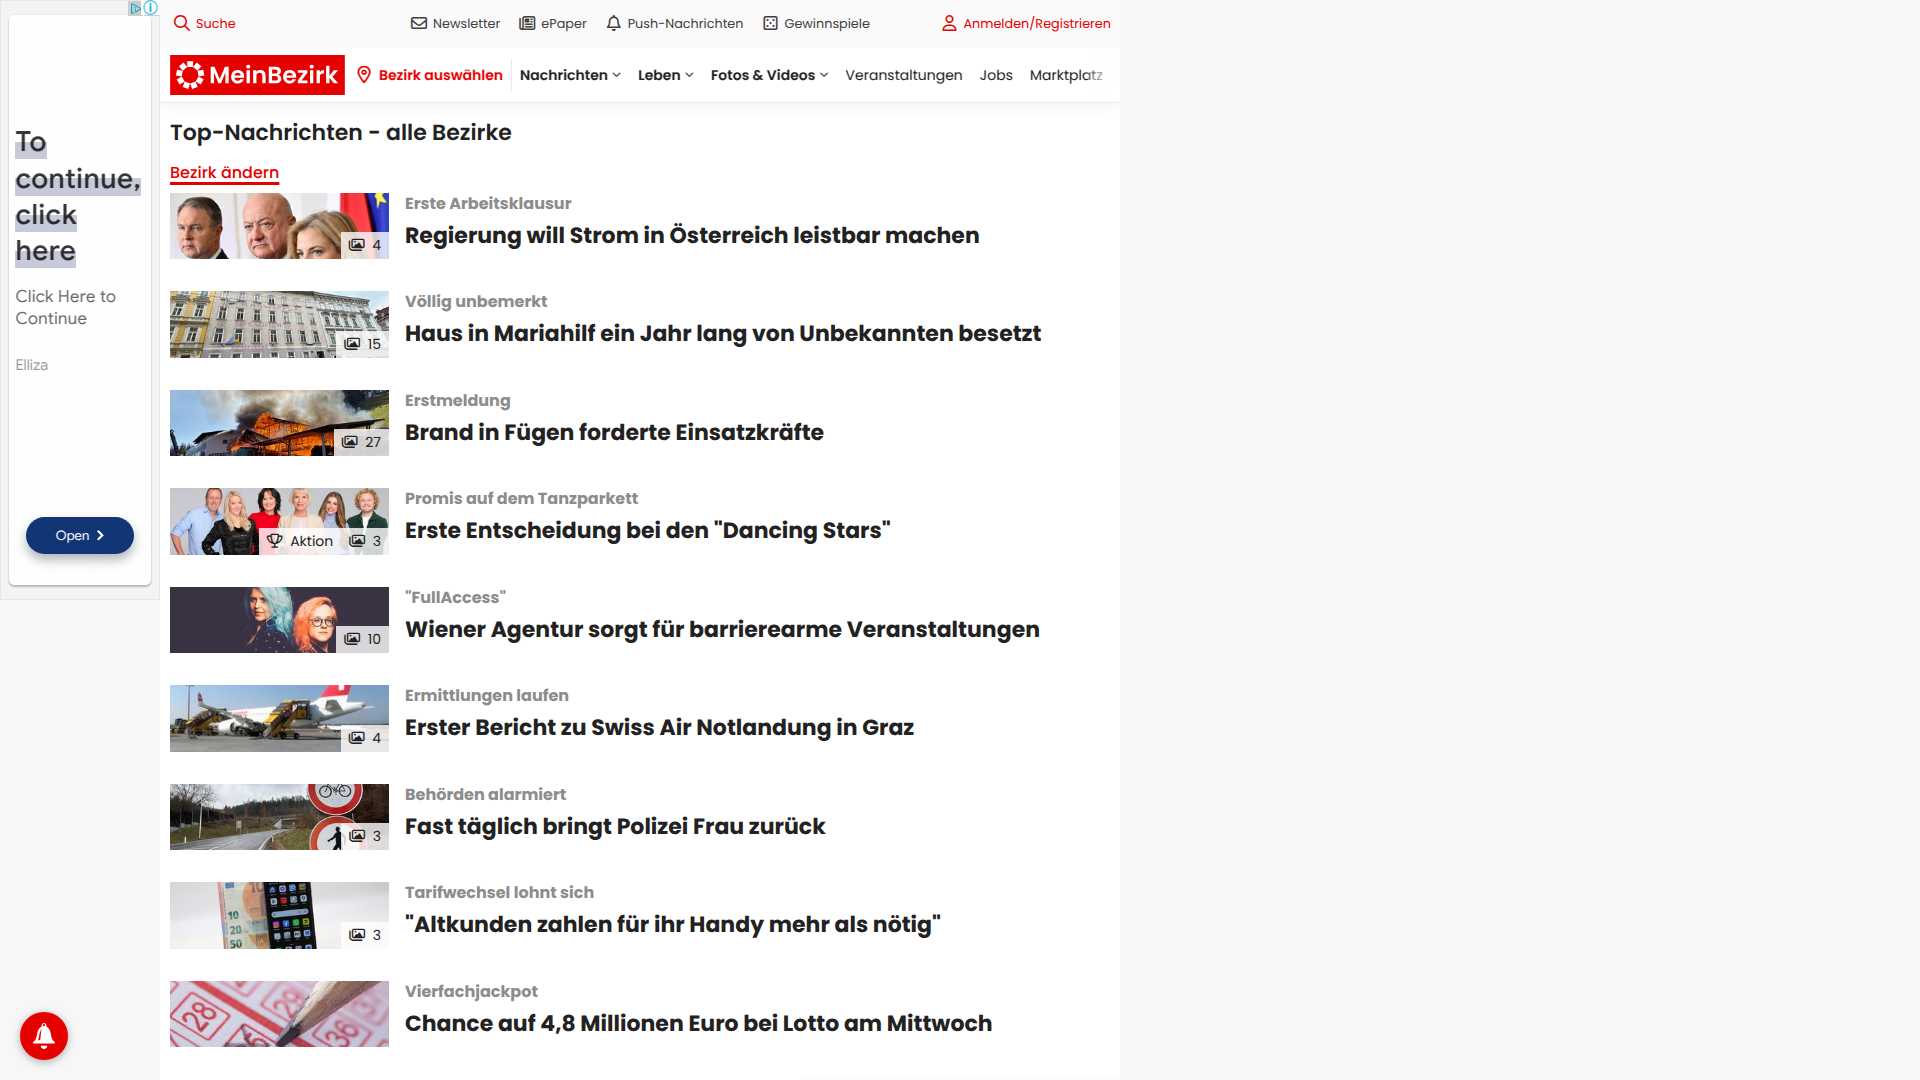 Suche
Newsletter
ePaper
Push-Nachrichten
Gewinnspiele
Anmelden/Registrieren
MeinBezirk
Bezirk auswählen
Nachrichten
Leben
Fotos & Videos
Veranstaltungen
Jobs
Marktplatz
To
continue,
click
here
Click Here to
Continue
Elliza
Open
Top-Nachrichten - alle Bezirke
Bezirk ändern
4
Erste Arbeitsklausur
Regierung will Strom in Österreich leistbar machen
15
Völlig unbemerkt
Haus in Mariahilf ein Jahr lang von Unbekannten besetzt
27
Erstmeldung
Brand in Fügen forderte Einsatzkräfte
Aktion
3
Promis auf dem Tanzparkett
Erste Entscheidung bei den "Dancing Stars"
10
"FullAccess"
Wiener Agentur sorgt für barrierearme Veranstaltungen
4
Ermittlungen laufen
Erster Bericht zu Swiss Air Notlandung in Graz
3
Behörden alarmiert
Fast täglich bringt Polizei Frau zurück
10
20
50
3
Tarifwechsel lohnt sich
"Altkunden zahlen für ihr Handy mehr als nötig"
28
29
36
Vierfachjackpot
Chance auf 4,8 Millionen Euro bei Lotto am Mittwoch